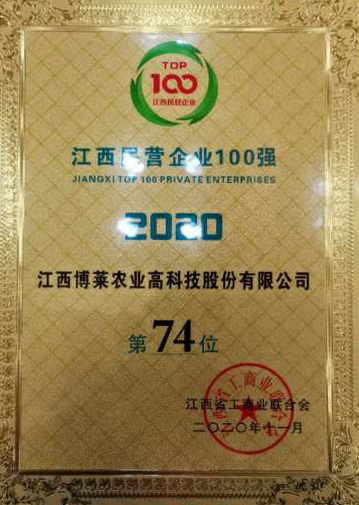 TOP
100
江西民营企业
江西民营企业100强
JIANGXI TOP 100 PRIVATE ENTERPRISES
2020
江西博莱农业高科技股份有限公司
第74位
江西省工商业联合会
二〇二〇年十一月